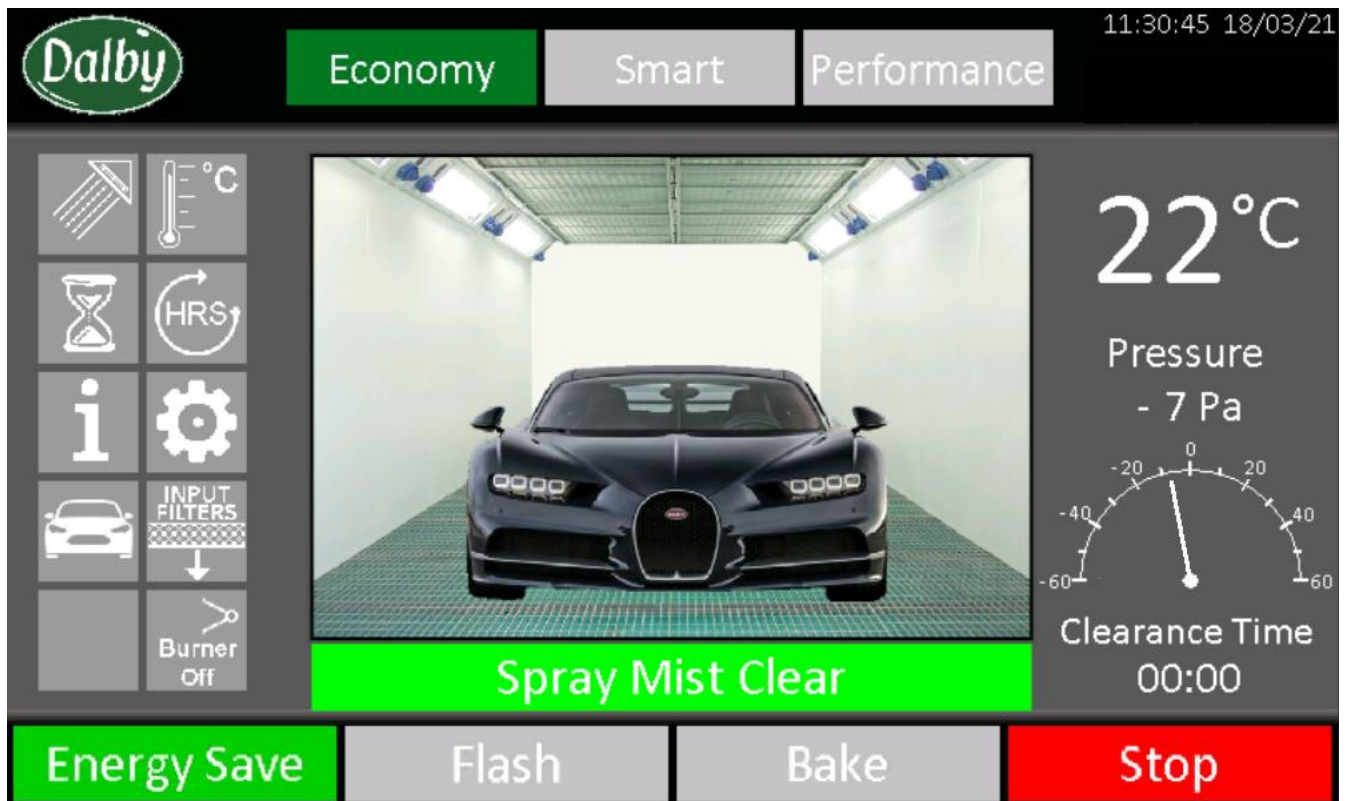 Dalby
Economy
Smart
Performance
11:30:45 18/03/21
°C
HRS
i
INPUT
FILTERS
Burner
Off
Spray Mist Clear
22°C
Pressure
- 7 Pa
-60
-40
-20
0
20
40
60
Clearance Time
00:00
Energy Save
Flash
Bake
Stop